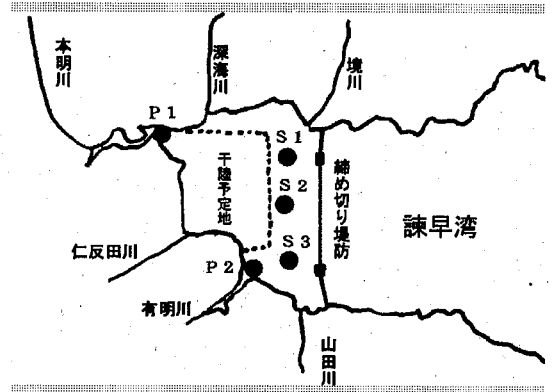 本明川
深海川
境川
P1
S1
S2
S3
P2
干陸予定地
締め切り堤防
諫早湾
仁反田川
有明川
山田川